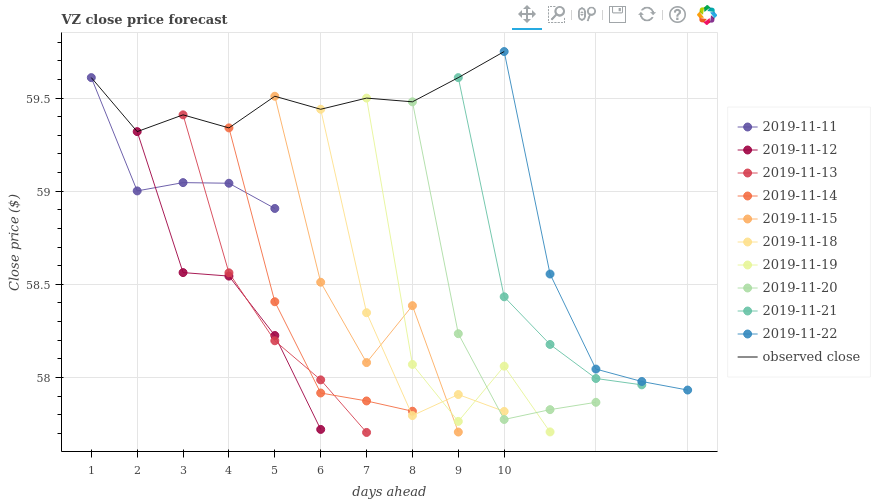 VZ close price forecast
59.5
59
58.5
58
Close price ($)
1 2 3 4 5 6 7 8 9 10
days ahead
2019-11-11
2019-11-12
2019-11-13
2019-11-14
2019-11-15
2019-11-18
2019-11-19
2019-11-20
2019-11-21
2019-11-22
observed close